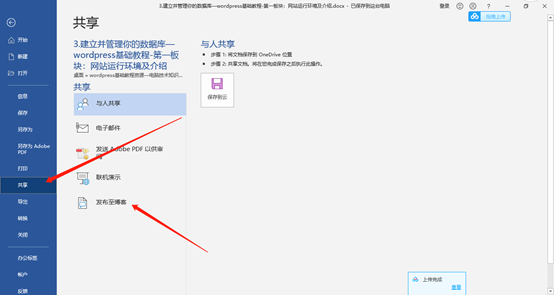 3.建立并管理你的数据库—wordpress基础教程-第一板块：网站运行环境及介绍.docx - 已保存到这台电脑
登录
?
极速上传
开始
新建
打开
信息
保存
另存为
另存为 Adobe
PDF
打印
共享
导出
转换
关闭
办公标签
帐户
反馈
共享
3.建立并管理你的数据库—
wordpress基础教程-第一板
块：网站运行环境及介绍
桌面 » wordpress基础教程资源—电脑技术知识...
共享
与人共享
电子邮件
发送 Adobe PDF 以供审
阅
联机演示
发布至博客
与人共享
步骤 1: 将文档保存到 OneDrive 位置
步骤 2: 共享文档。将在您完成保存之后执行此操作。
保存到云
上传完成
查看